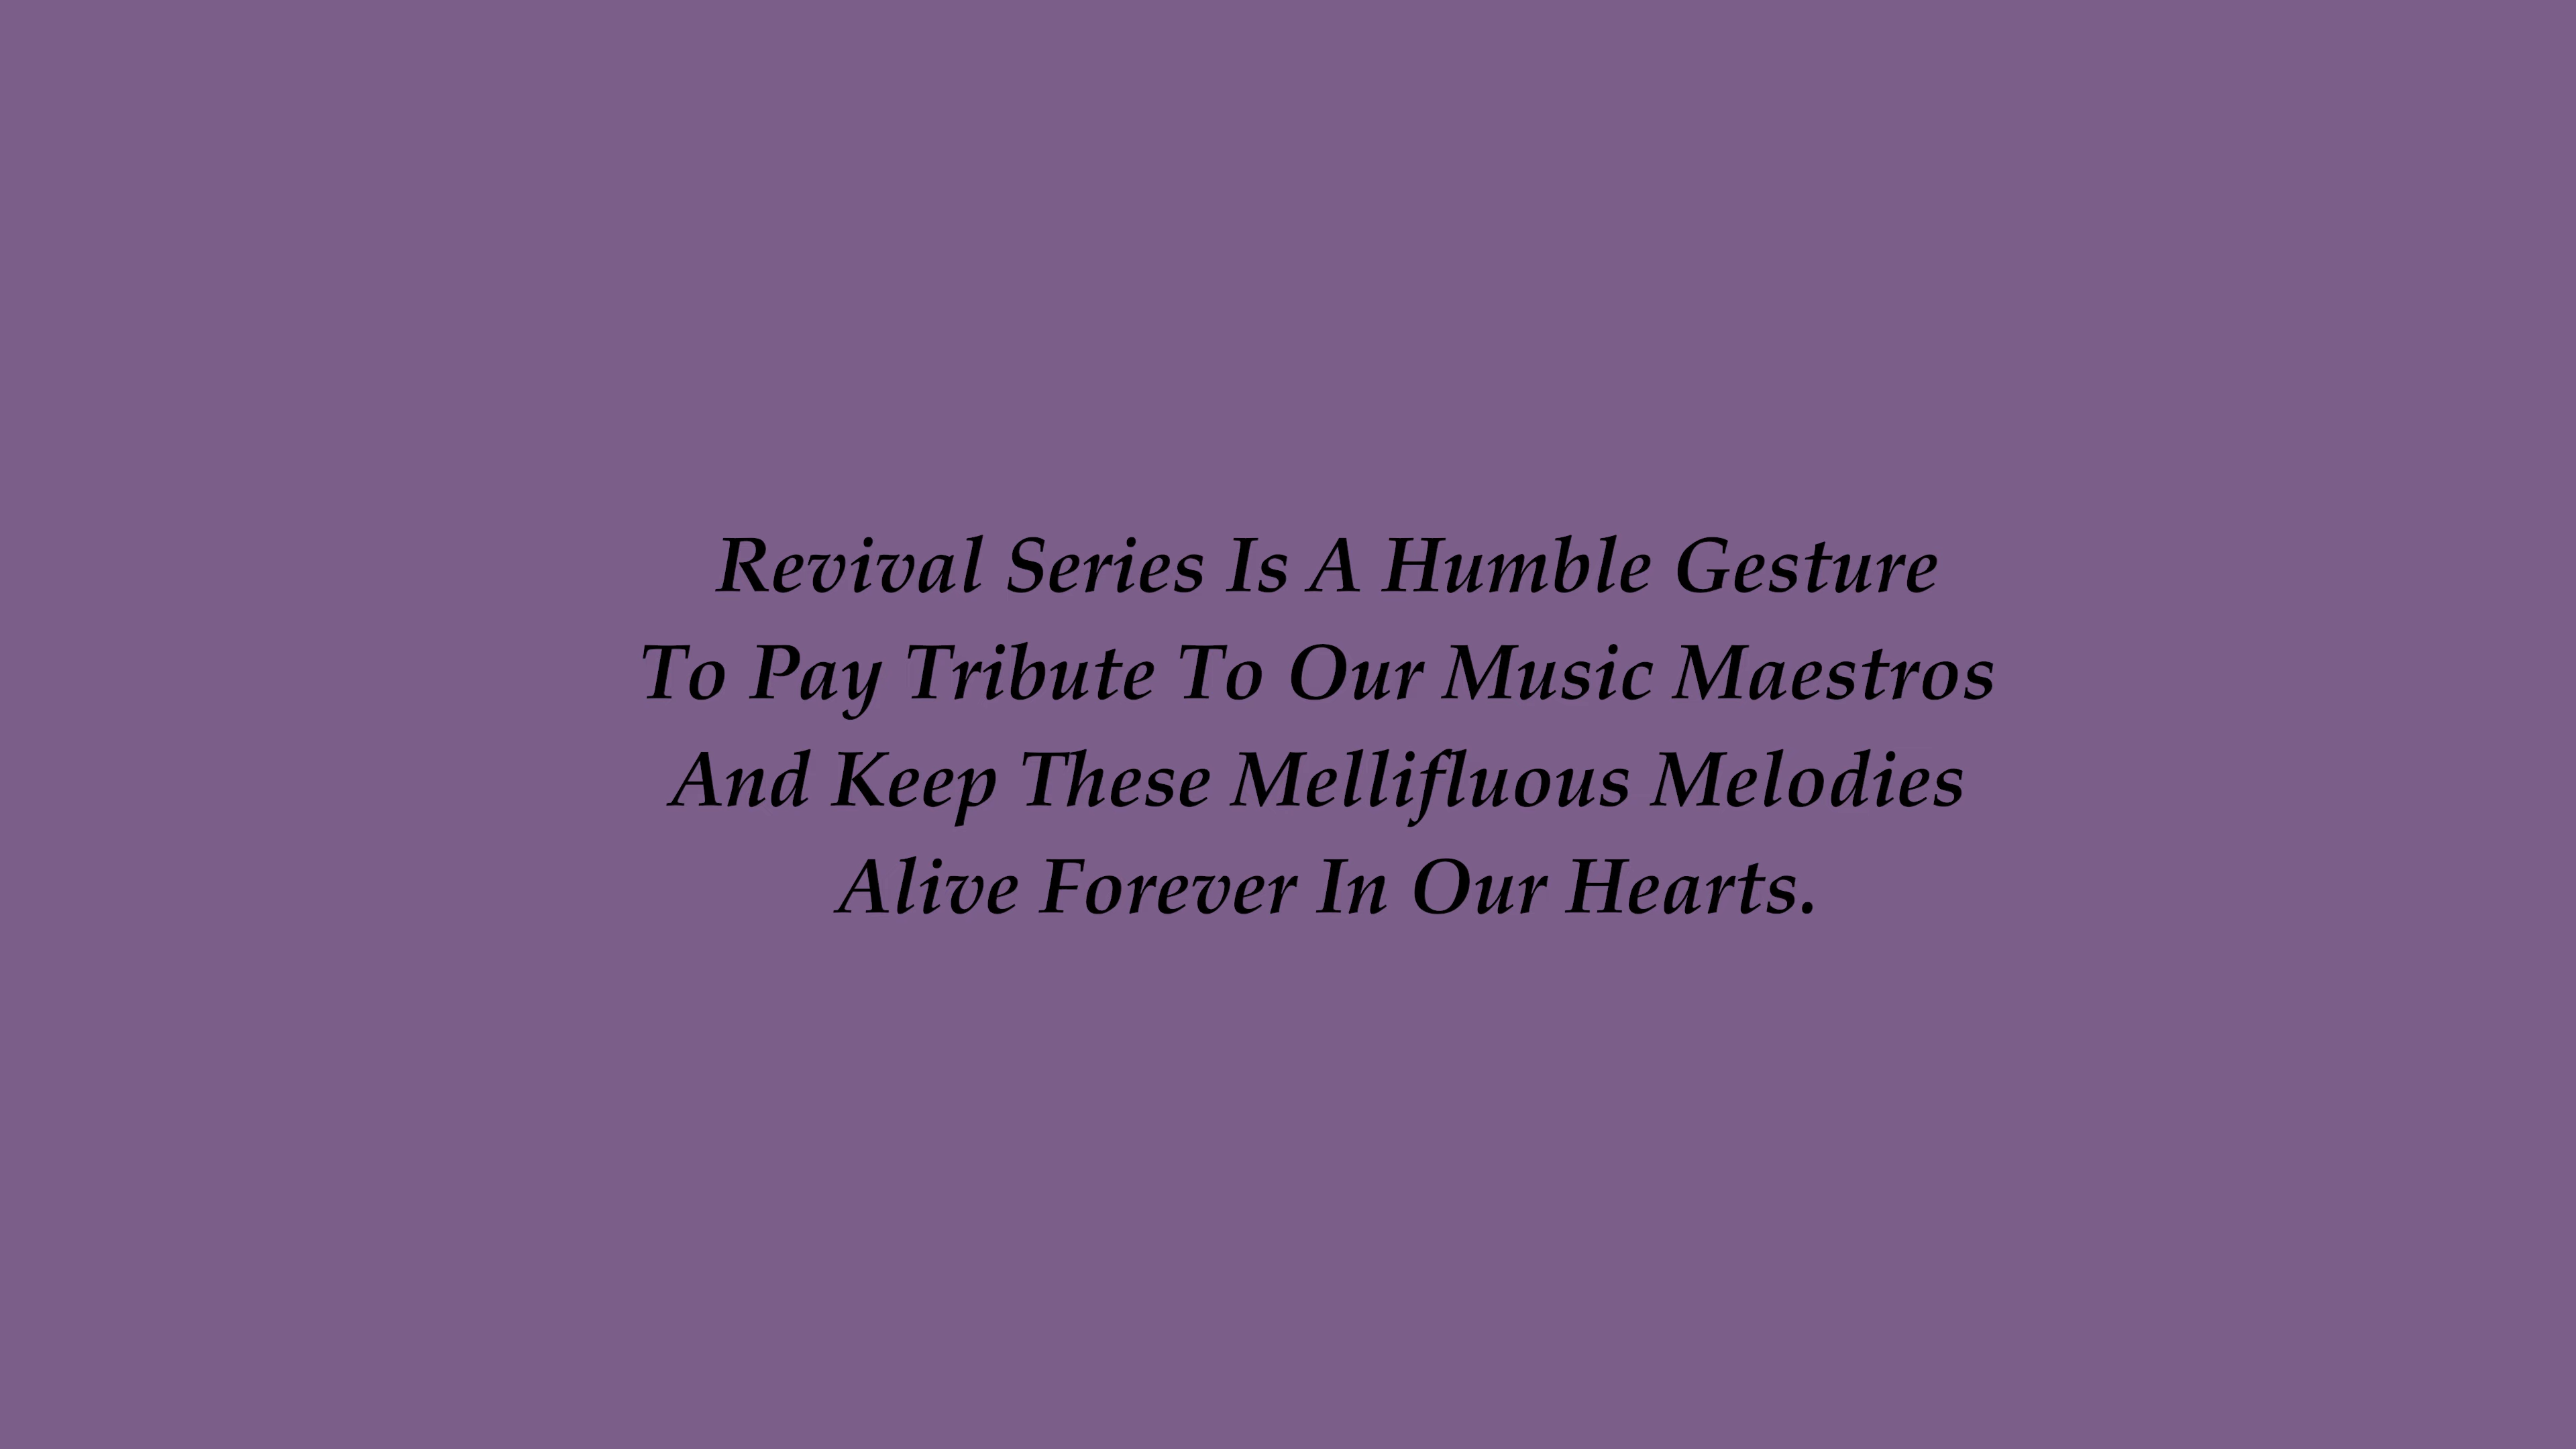 Revival Series Is A Humble Gesture
To Pay Tribute To Our Music Maestros
And Keep These Mellifluous Melodies
Alive Forever In Our Hearts.